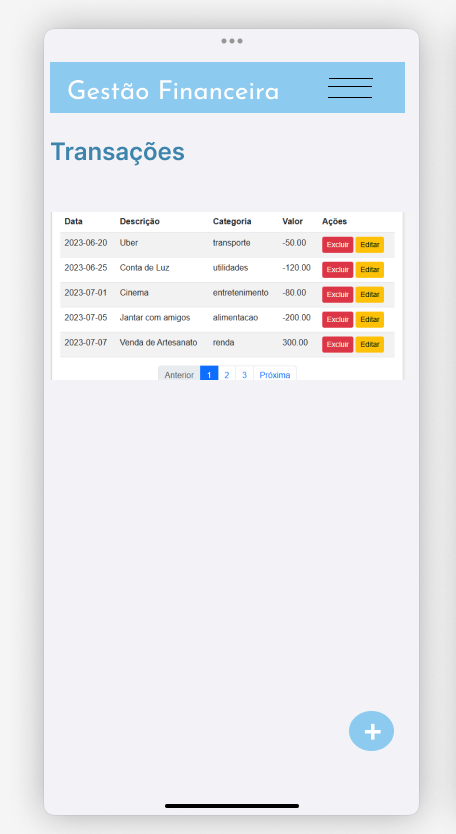 Gestão Financeira
Transações
Data Descrição Categoria Valor Ações
2023-06-20 Uber transporte -50.00 Excluir Editar
2023-06-25 Conta de Luz utilidades -120.00 Excluir Editar
2023-07-01 Cinema entretenimento -80.00 Excluir Editar
2023-07-05 Jantar com amigos alimentacao -200.00 Excluir Editar
2023-07-07 Venda de Artesanato renda 300.00 Excluir Editar
Anterior 1 2 3 Próxima
+